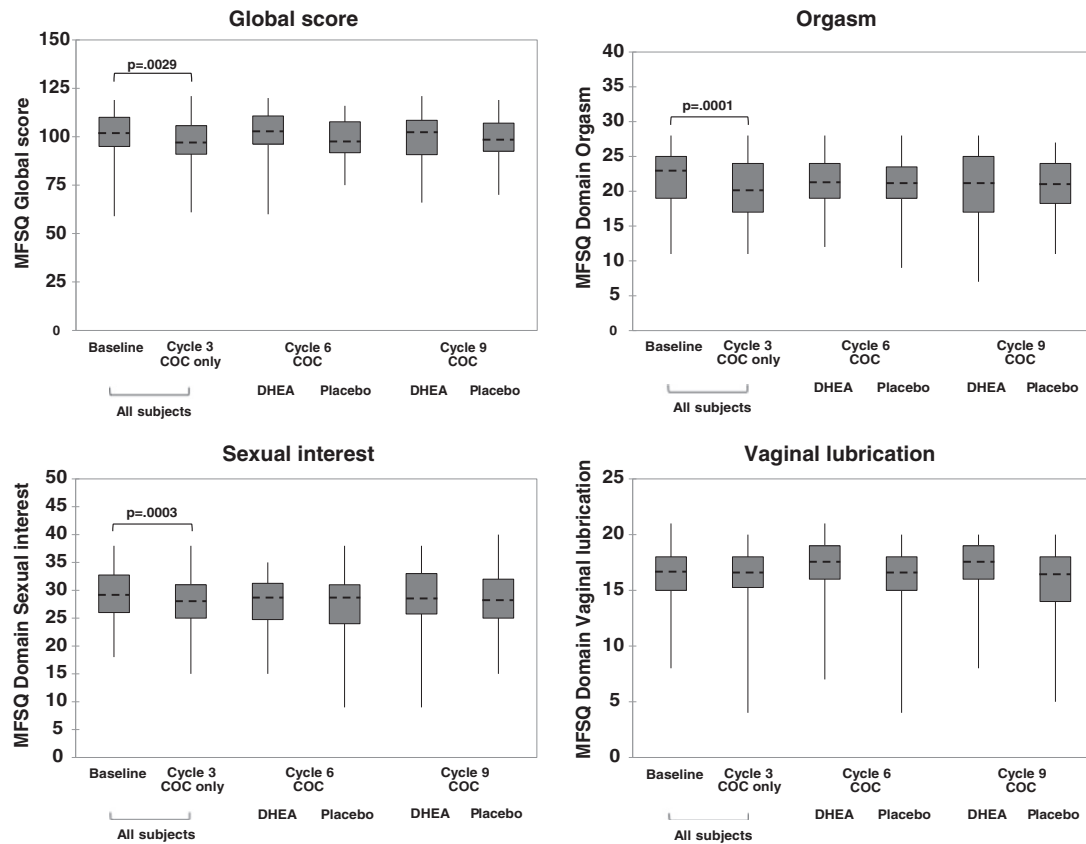 Global score
MFSQ Global score
150
125
100
75
50
25
0
p=.0029
Baseline Cycle 3 Cycle 6 Cycle 9
COC only COC COC
DHEA Placebo DHEA Placebo
All subjects
Orgasm
MFSQ Domain Orgasm
40
35
30
25
20
15
10
5
0
p=.0001
Baseline Cycle 3 Cycle 6 Cycle 9
COC only COC COC
DHEA Placebo DHEA Placebo
All subjects
Sexual interest
MFSQ Domain Sexual interest
50
45
40
35
30
25
20
15
10
5
0
p=.0003
Baseline Cycle 3 Cycle 6 Cycle 9
COC only COC COC
DHEA Placebo DHEA Placebo
All subjects
Vaginal lubrication
MFSQ Domain Vaginal lubrication
25
20
15
10
5
0
Baseline Cycle 3 Cycle 6 Cycle 9
COC only COC COC
DHEA Placebo DHEA Placebo
All subjects